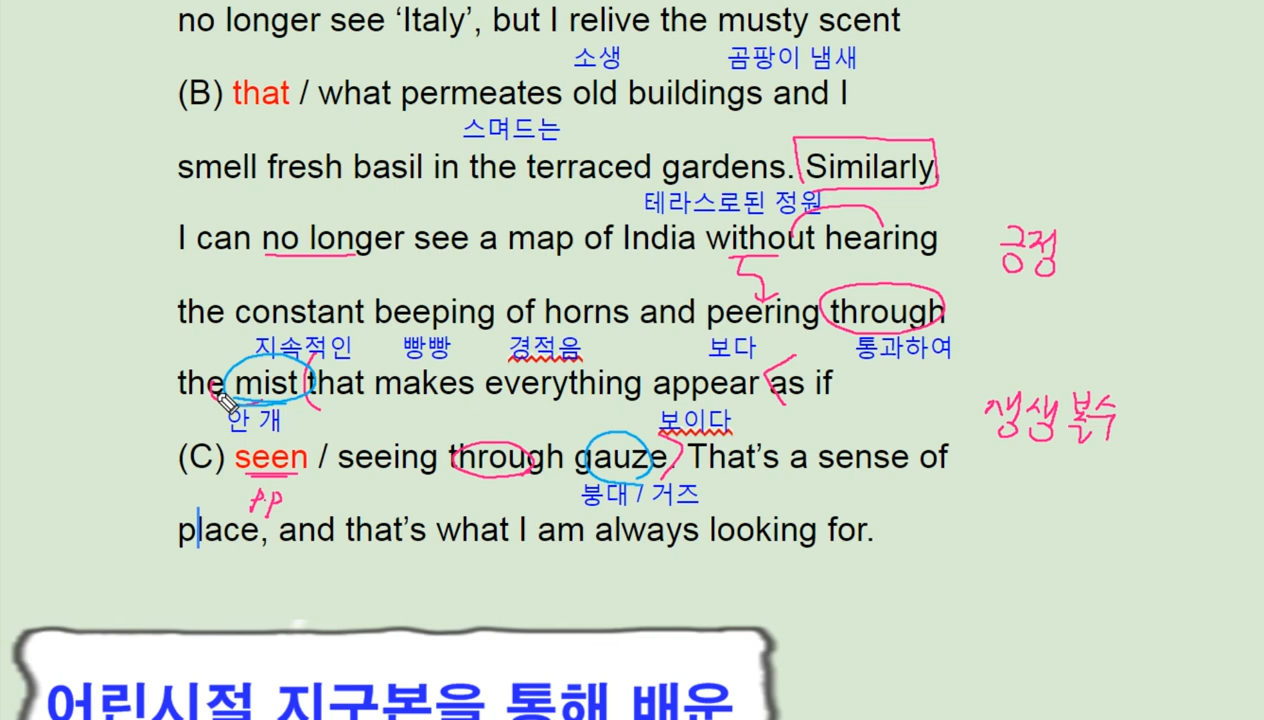 no longer see ‘Italy’, but I relive the musty scent
소생 곰팡이 냄새
(B) that / what permeates old buildings and I
스며드는
smell fresh basil in the terraced gardens. Similarly
테라스로된 정원
I can no longer see a map of India without hearing
긍정
the constant beeping of horns and peering through
지속적인 빵빵 경적음 보다 통과하여
the mist that makes everything appear as if
안 개 보이다
생생 볼수
(C) seen / seeing through gauze. That’s a sense of
p.p 붕대 / 거즈
place, and that’s what I am always looking for.
어린시절 지구본을 통해 배운